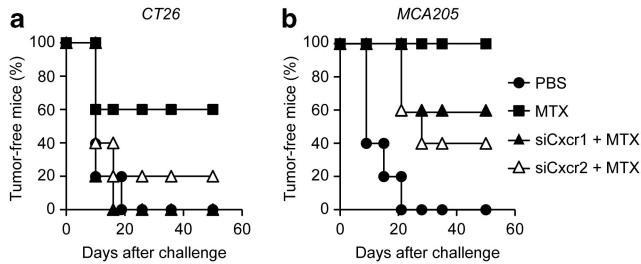 a
CT26
Tumor-free mice (%)
100
80
60
40
20
0
0
20
40
60
Days after challenge
b
MCA205
Tumor-free mice (%)
100
80
60
40
20
0
0
20
40
60
Days after challenge
PBS
MTX
siCxcr1 + MTX
siCxcr2 + MTX